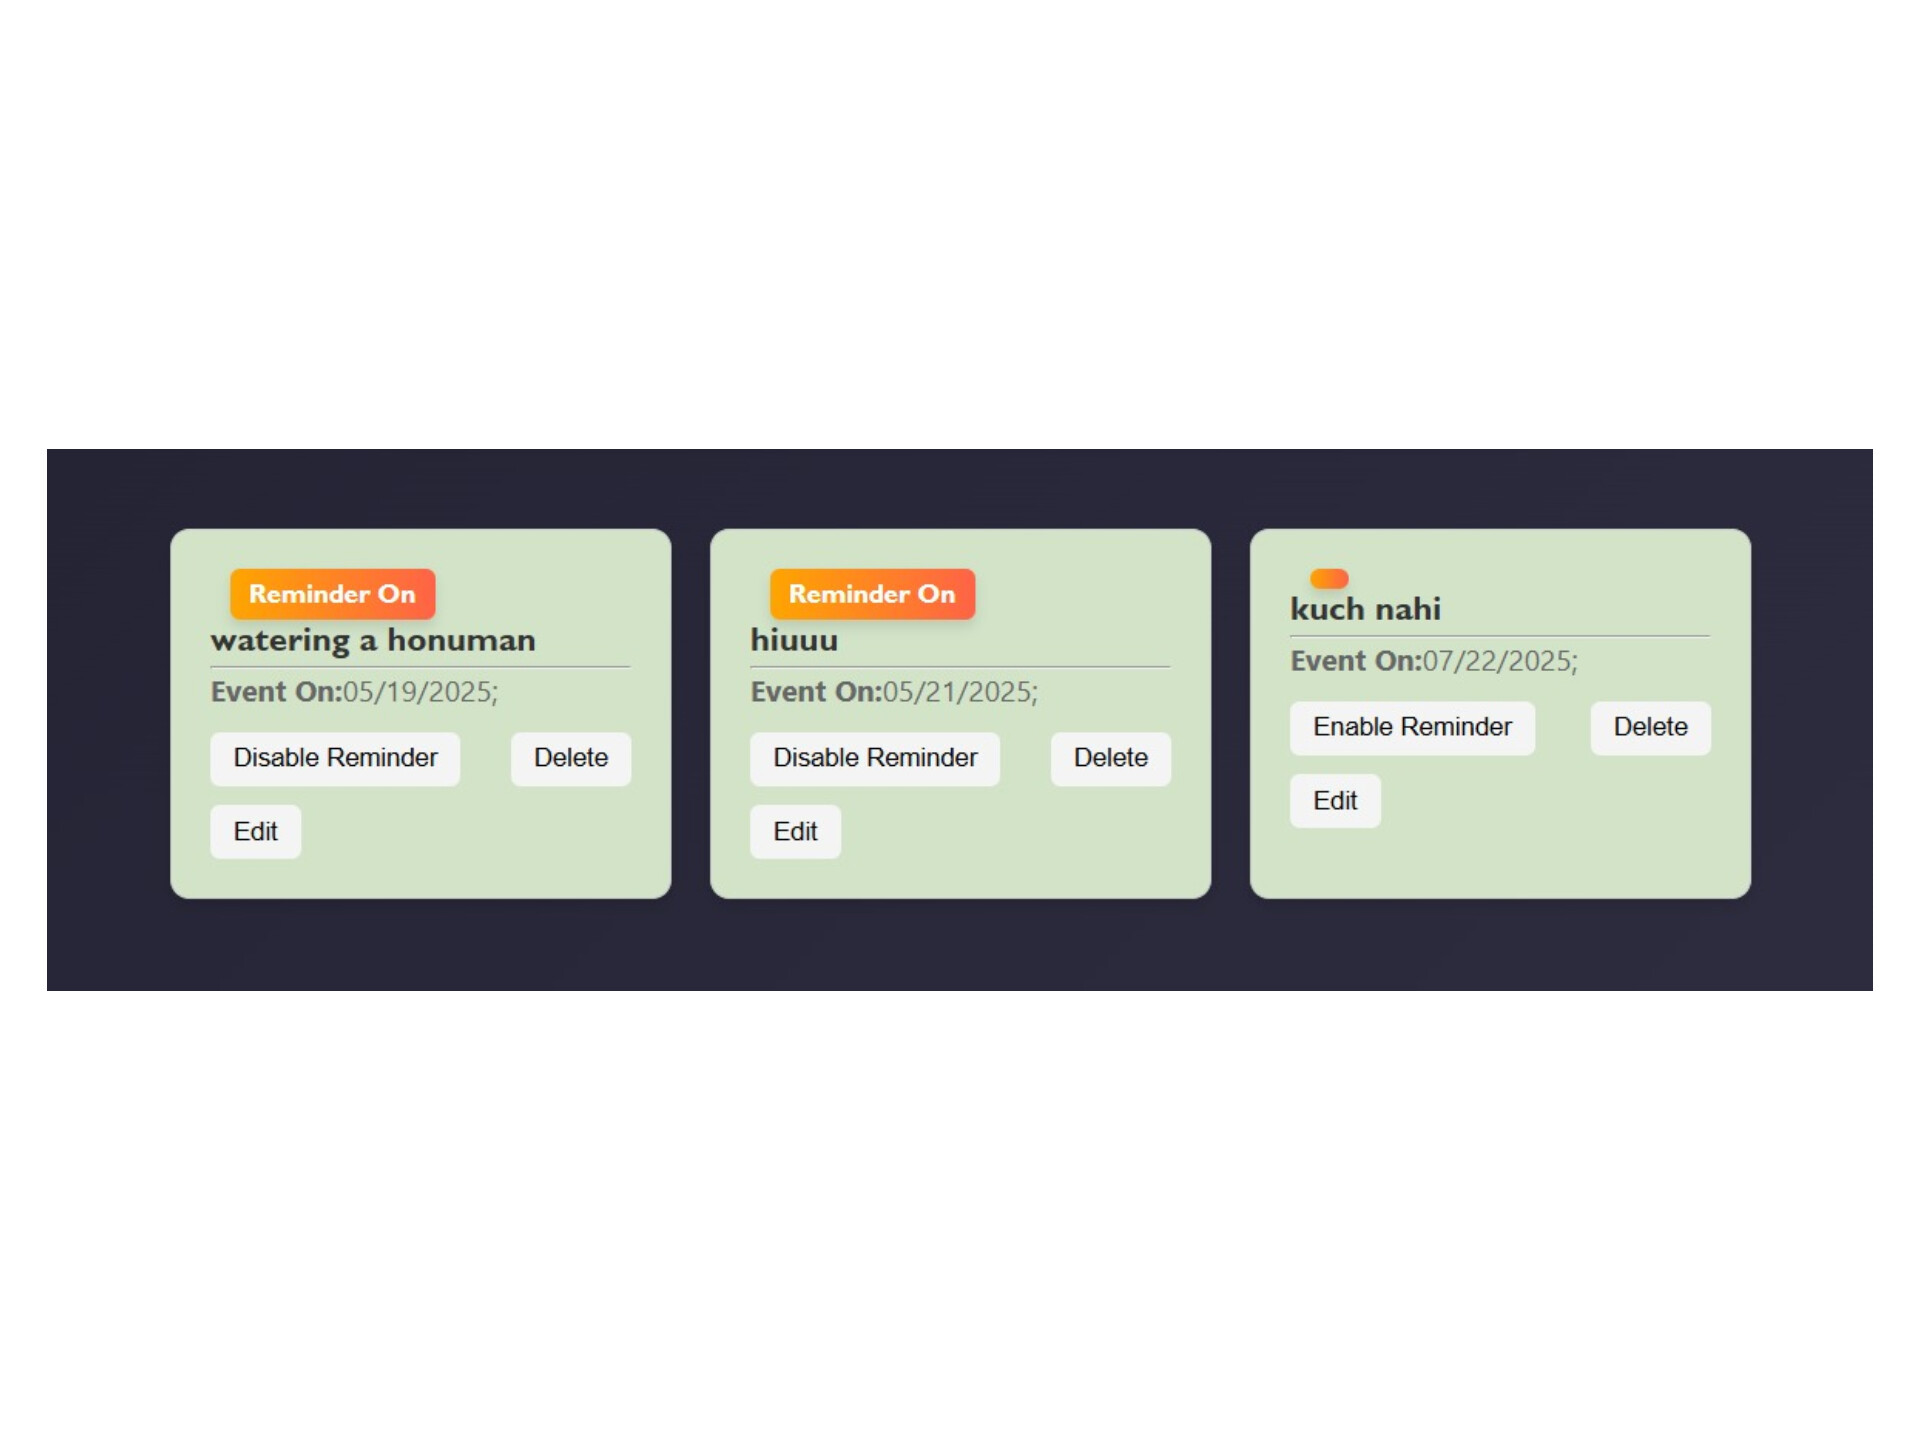 Reminder On
watering a honuman
Event On:05/19/2025;
Disable Reminder
Delete
Edit
Reminder On
hiuuu
Event On:05/21/2025;
Disable Reminder
Delete
Edit
kuch nahi
Event On:07/22/2025;
Enable Reminder
Delete
Edit